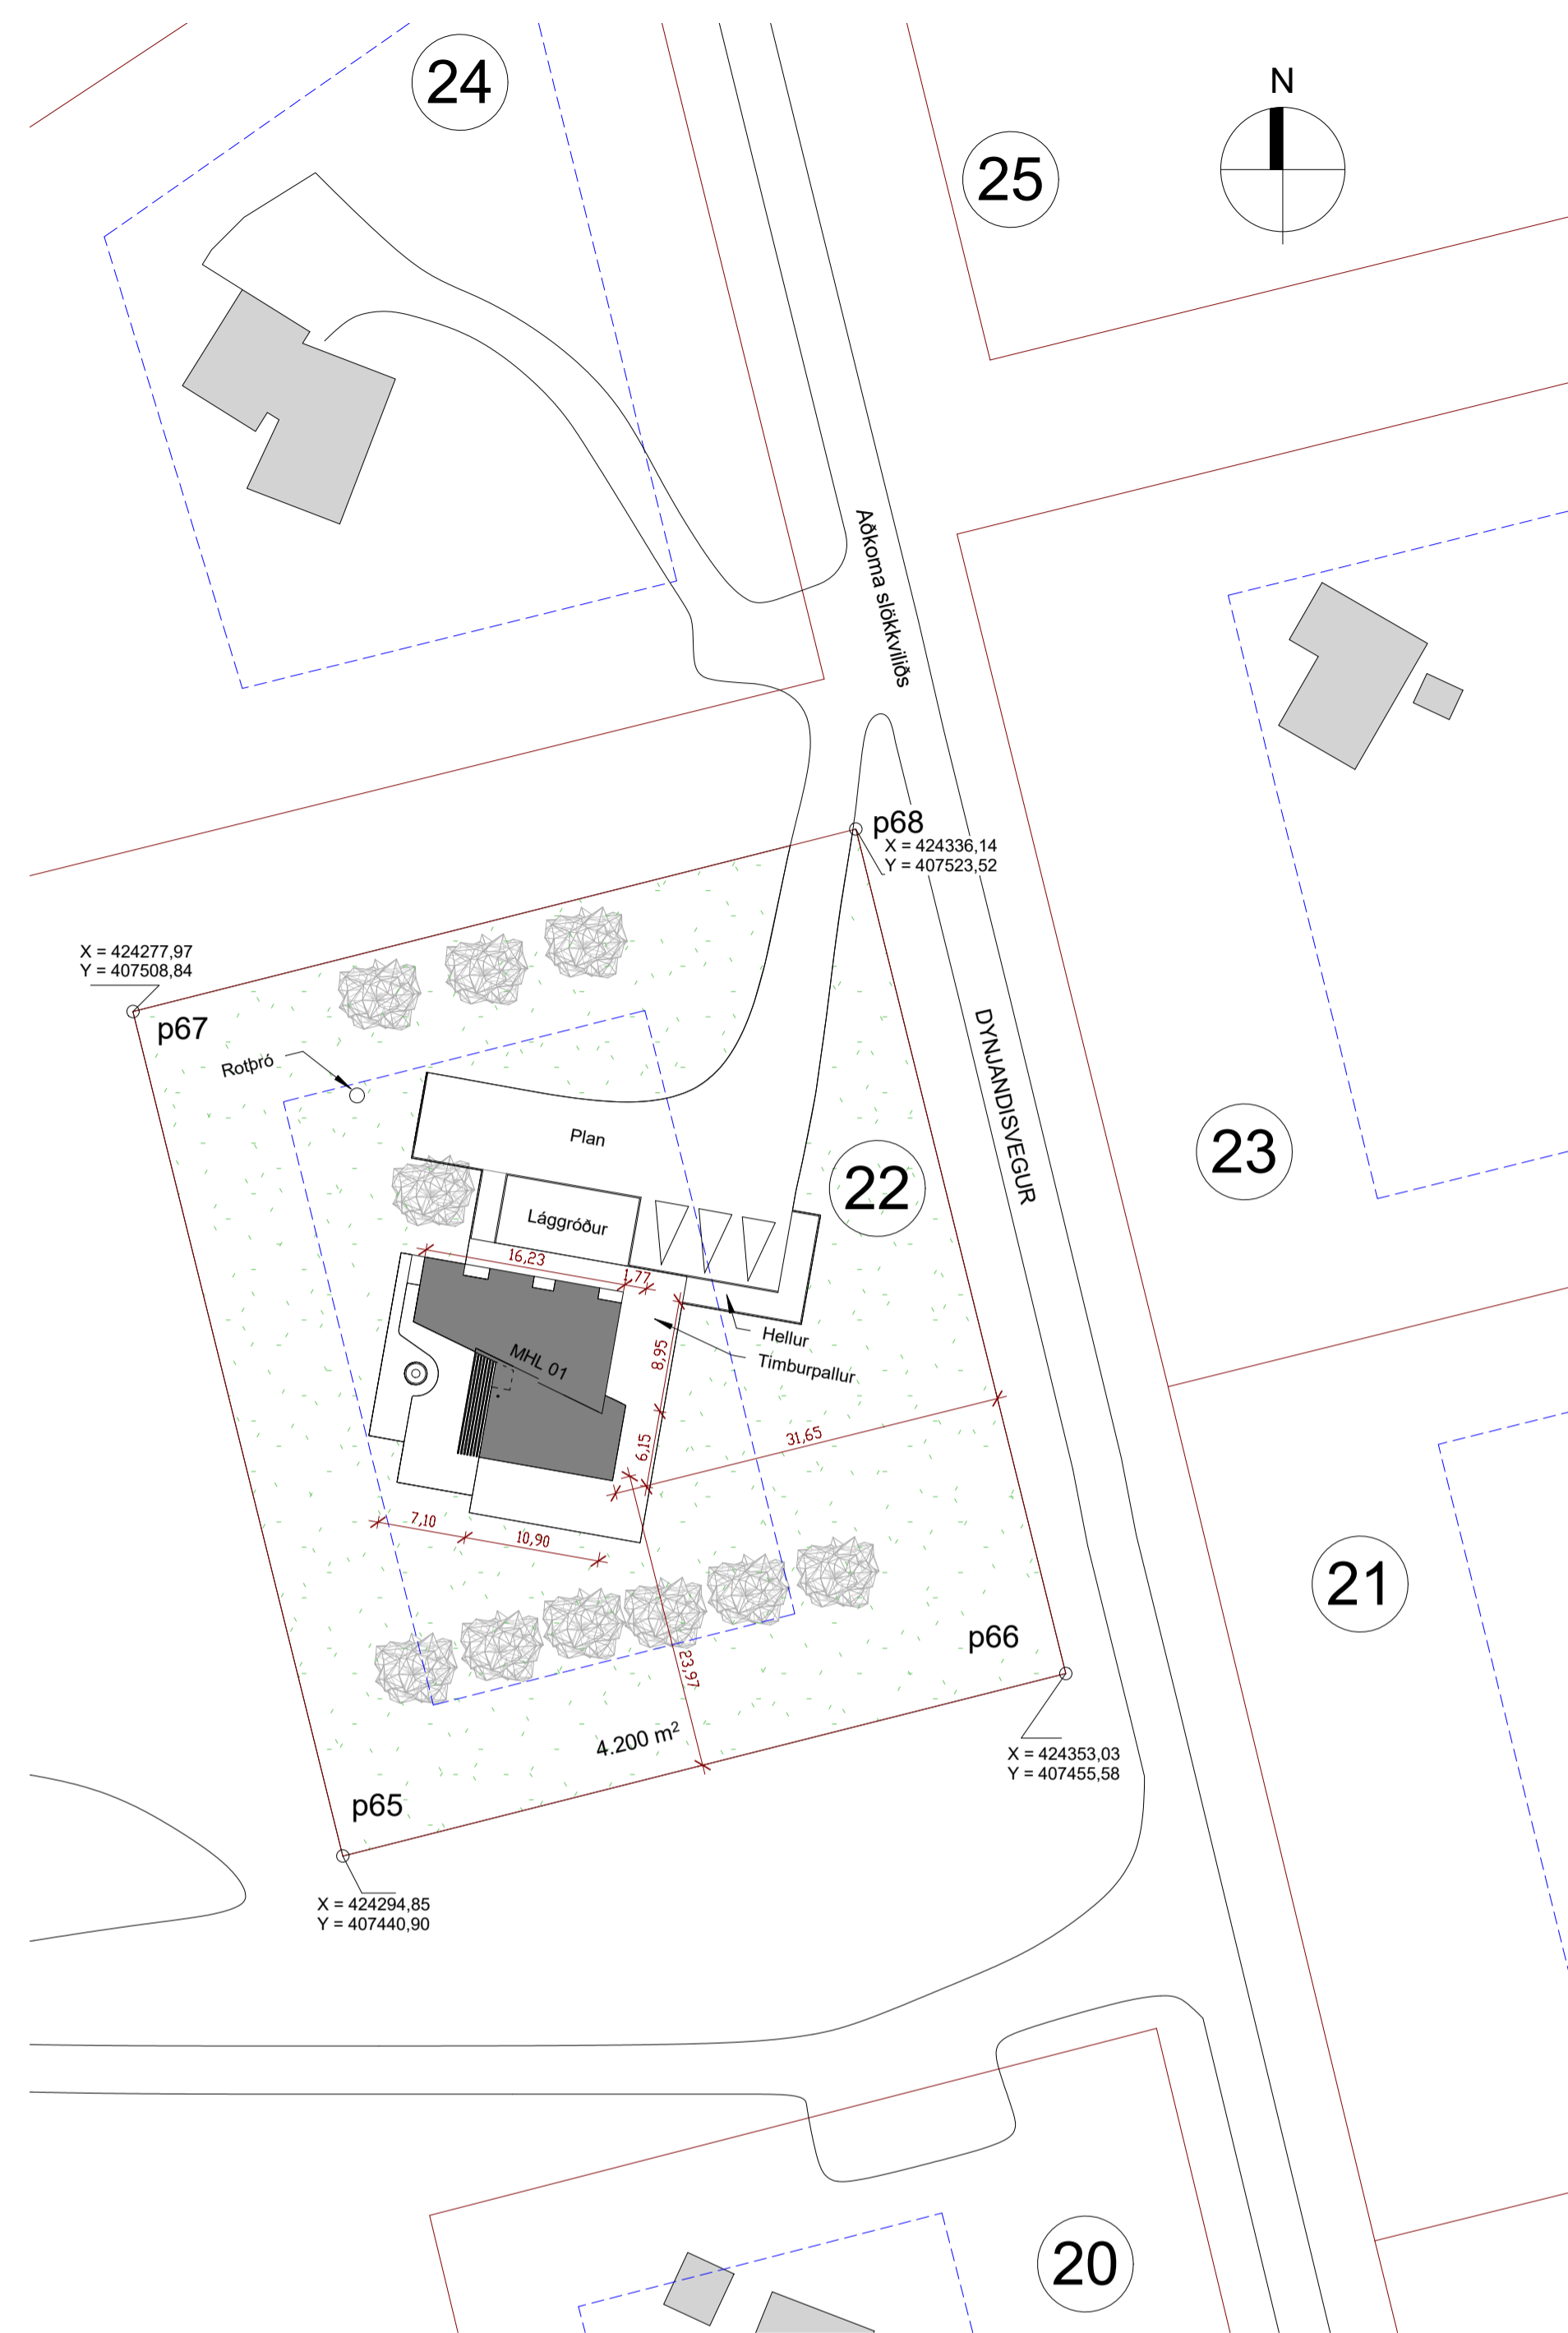 24
N
25
Aðkoma slökkviliðs
p68
X = 424336,14
Y = 407523,52
X = 424277,97
Y = 407508,84
p67
Rotþró
DYNJANDISVEGUR
Plan
22
23
Lággróður
16,23
1,77
Hellur
Timburpallur
MHL 01
8,95
6,15
31,65
7,10
10,90
21
p66
23,97
4.200 m²
X = 424353,03
Y = 407455,58
p65
X = 424294,85
Y = 407440,90
20